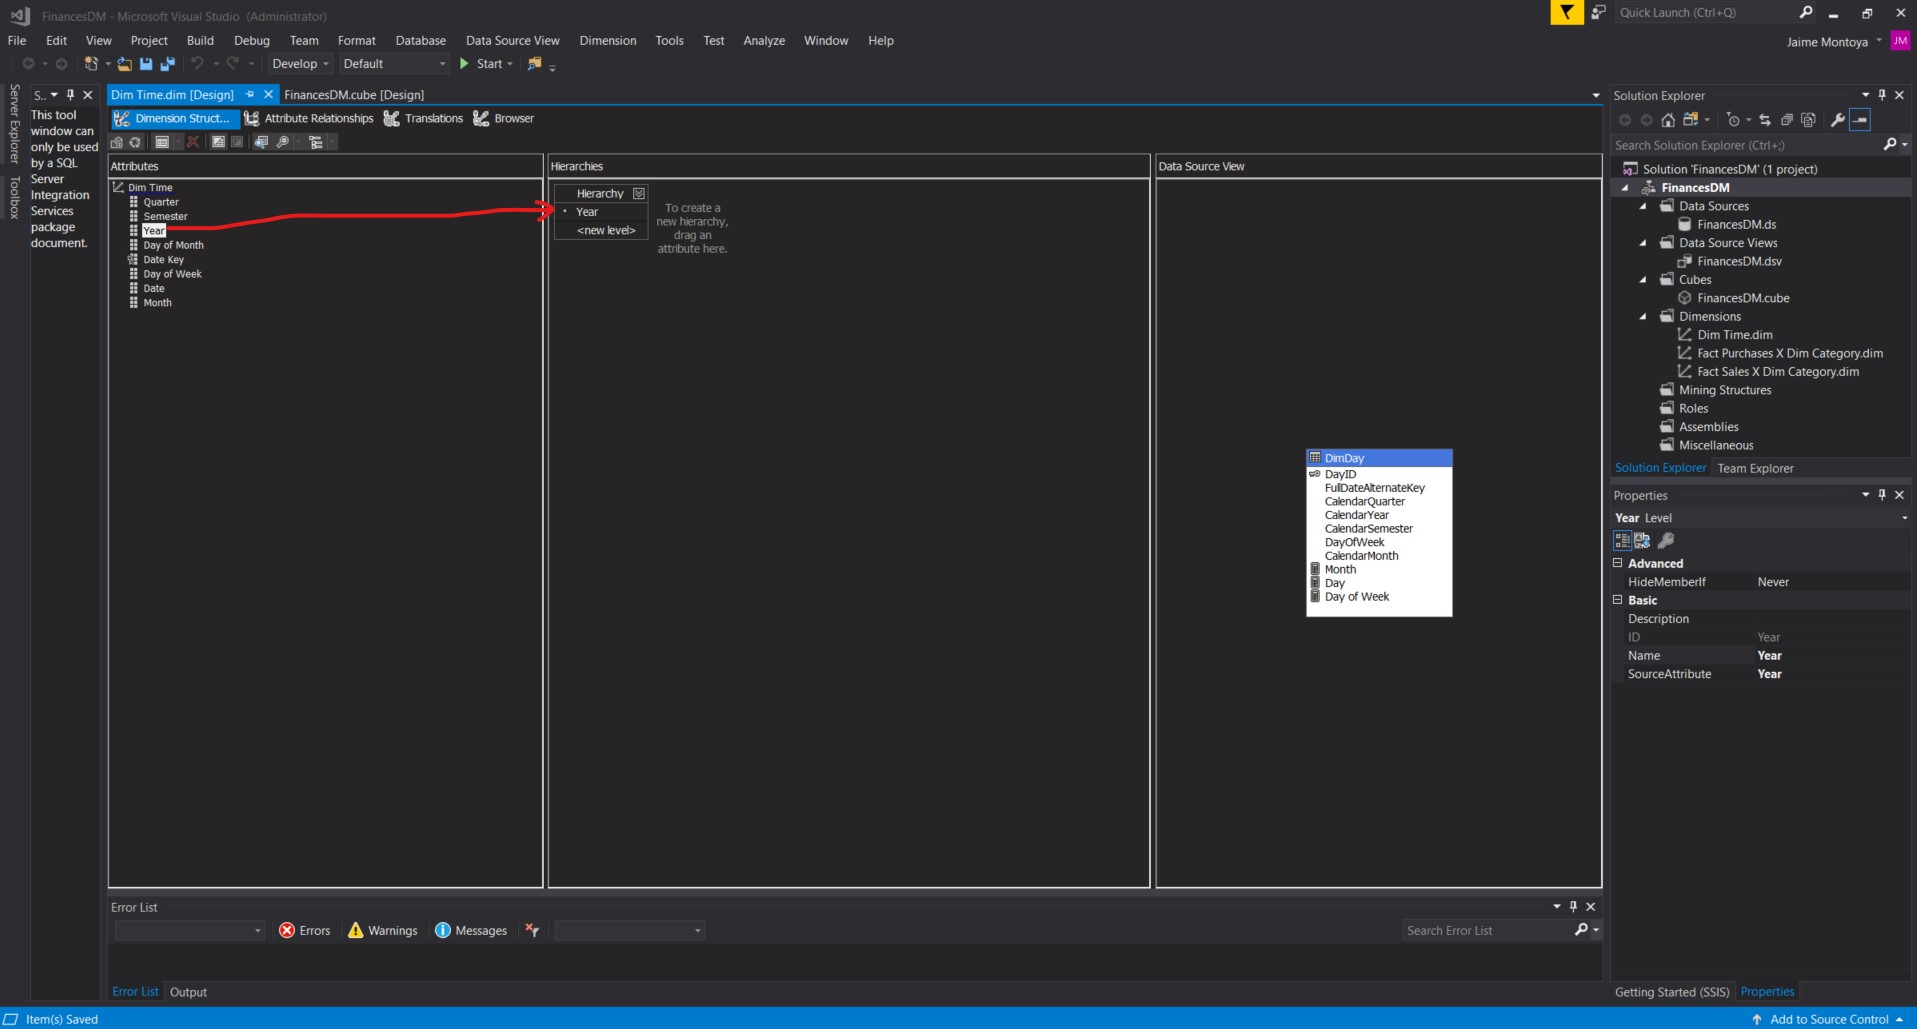 FinancesDM - Microsoft Visual Studio (Administrator)
Quick Launch (Ctrl+Q)
File Edit View Project Build Debug Team Format Database Data Source View Dimension Tools Test Analyze Window Help
Jaime Montoya JM
Develop Default Start
Server Explorer
Toolbox
S..
This tool
window can
only be used
by a SQL
Server
Integration
Services
package
document.
Dim Time.dim [Design] FinancesDM.cube [Design]
Dimension Struct... Attribute Relationships Translations Browser
Attributes
Dim Time
Quarter
Semester
Year
Day of Month
Date Key
Day of Week
Date
Month
Hierarchies
Hierarchy
Year
<new level>
To create a
new hierarchy,
drag an
attribute here.
Data Source View
DimDay
DayID
FullDateAlternateKey
CalendarQuarter
CalendarYear
CalendarSemester
DayOfWeek
CalendarMonth
Month
Day
Day of Week
Solution Explorer
Search Solution Explorer (Ctrl+;)
Solution 'FinancesDM' (1 project)
FinancesDM
Data Sources
FinancesDM.ds
Data Source Views
FinancesDM.dsv
Cubes
FinancesDM.cube
Dimensions
Dim Time.dim
Fact Purchases X Dim Category.dim
Fact Sales X Dim Category.dim
Mining Structures
Roles
Assemblies
Miscellaneous
Solution Explorer Team Explorer
Properties
Year Level
Advanced
HideMemberIf Never
Basic
Description
ID Year
Name Year
SourceAttribute Year
Getting Started (SSIS) Properties
Error List
Errors Warnings Messages
Search Error List
Error List Output
Item(s) Saved
Add to Source Control